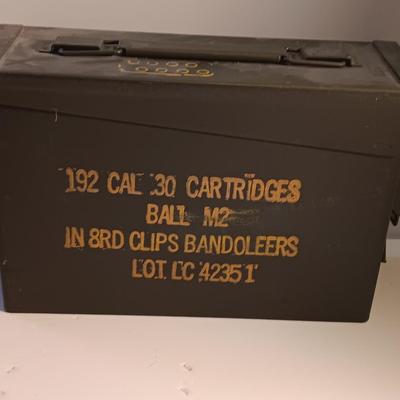 192 CAL .30 CARTRIDGES
BALL M2
IN 8RD CLIPS BANDOLEERS
LOT LC 42351